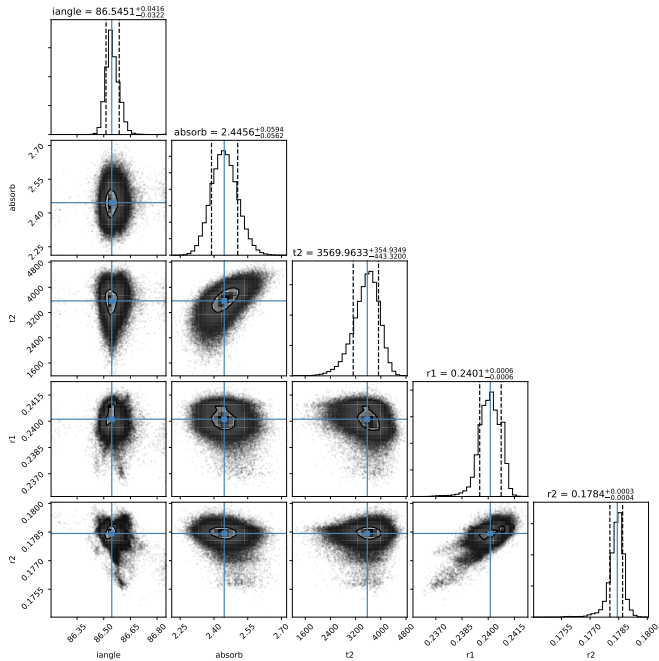 iangle = 86.5451+0.0416−0.0322
absorb = 2.4456+0.0594−0.0562
t2 = 3569.9633+354.9349−443.3200
r1 = 0.2401+0.0006−0.0006
r2 = 0.1784+0.0003−0.0004
2.70
2.55
2.40
2.25
absorb
4800
4000
3200
2400
1600
t2
0.2415
0.2400
0.2385
0.2370
r1
0.1800
0.1785
0.1770
0.1755
r2
86.35 86.50 86.65 86.80
2.25 2.40 2.55 2.70
1600 2400 3200 4000 4800
0.2370 0.2385 0.2400 0.2415
0.1755 0.1770 0.1785 0.1800
iangle absorb t2 r1 r2